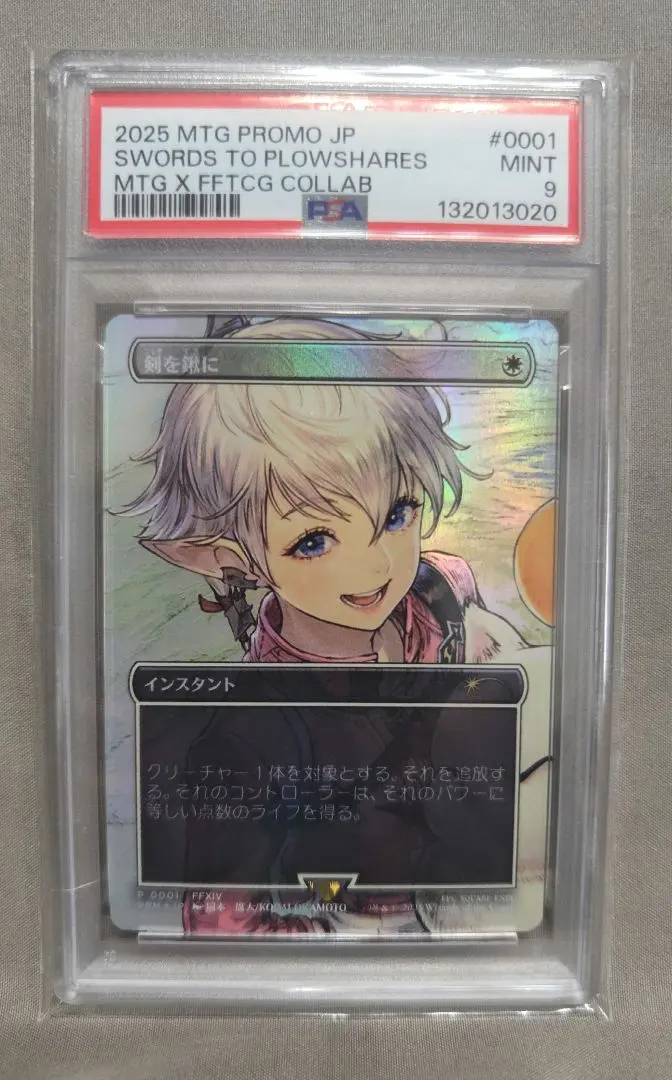 2025 MTG PROMO JP #0001
SWORDS TO PLOWSHARES MINT
MTG X FFTCG COLLAB 9
PSA 132013020
剣を鍬に
インスタント
クリーチャー1体を対象とする。それを追放す
る。それのコントローラーは、それのパワーに
等しい点数のライフを得る。
P 0001 FFXIV
OKAMOTO